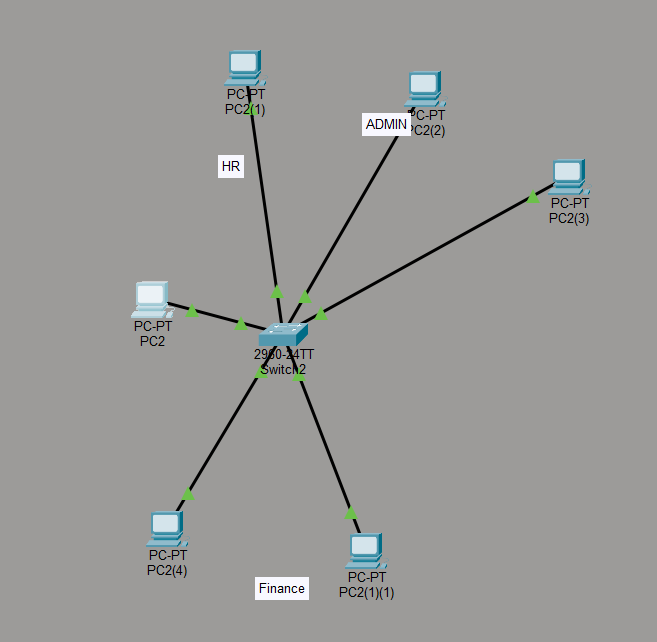 PC-PT
PC2(1)
ADMIN
PC-PT
PC2(2)
HR
PC-PT
PC2(3)
PC-PT
PC2
2960-24TT
Switch2
PC-PT
PC2(4)
PC-PT
PC2(1)(1)
Finance